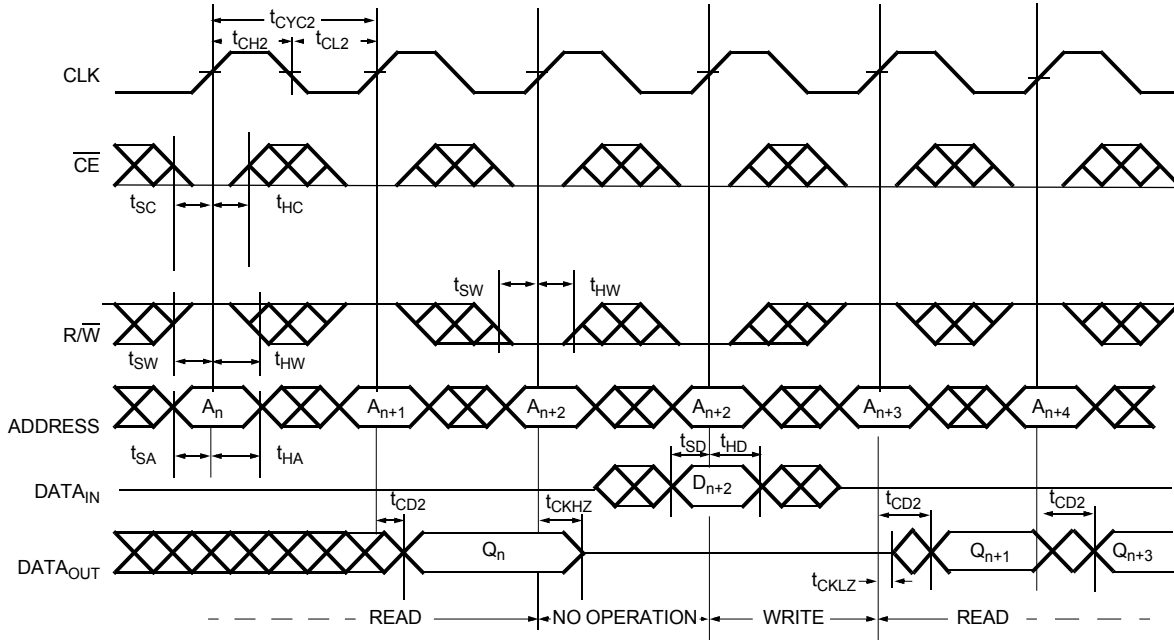 tCYC2
tCH2 tCL2
CLK
CE
tSC tHC
tSW tHW
R/W
tSW tHW
An An+1 An+2 An+2 An+3 An+4
ADDRESS
tSA tHA tSD tHD
DATAIN Dn+2
tCD2 tCKHZ tCD2 tCD2
Qn Qn+1 Qn+3
DATAOUT
tCKLZ
READ NO OPERATION WRITE READ